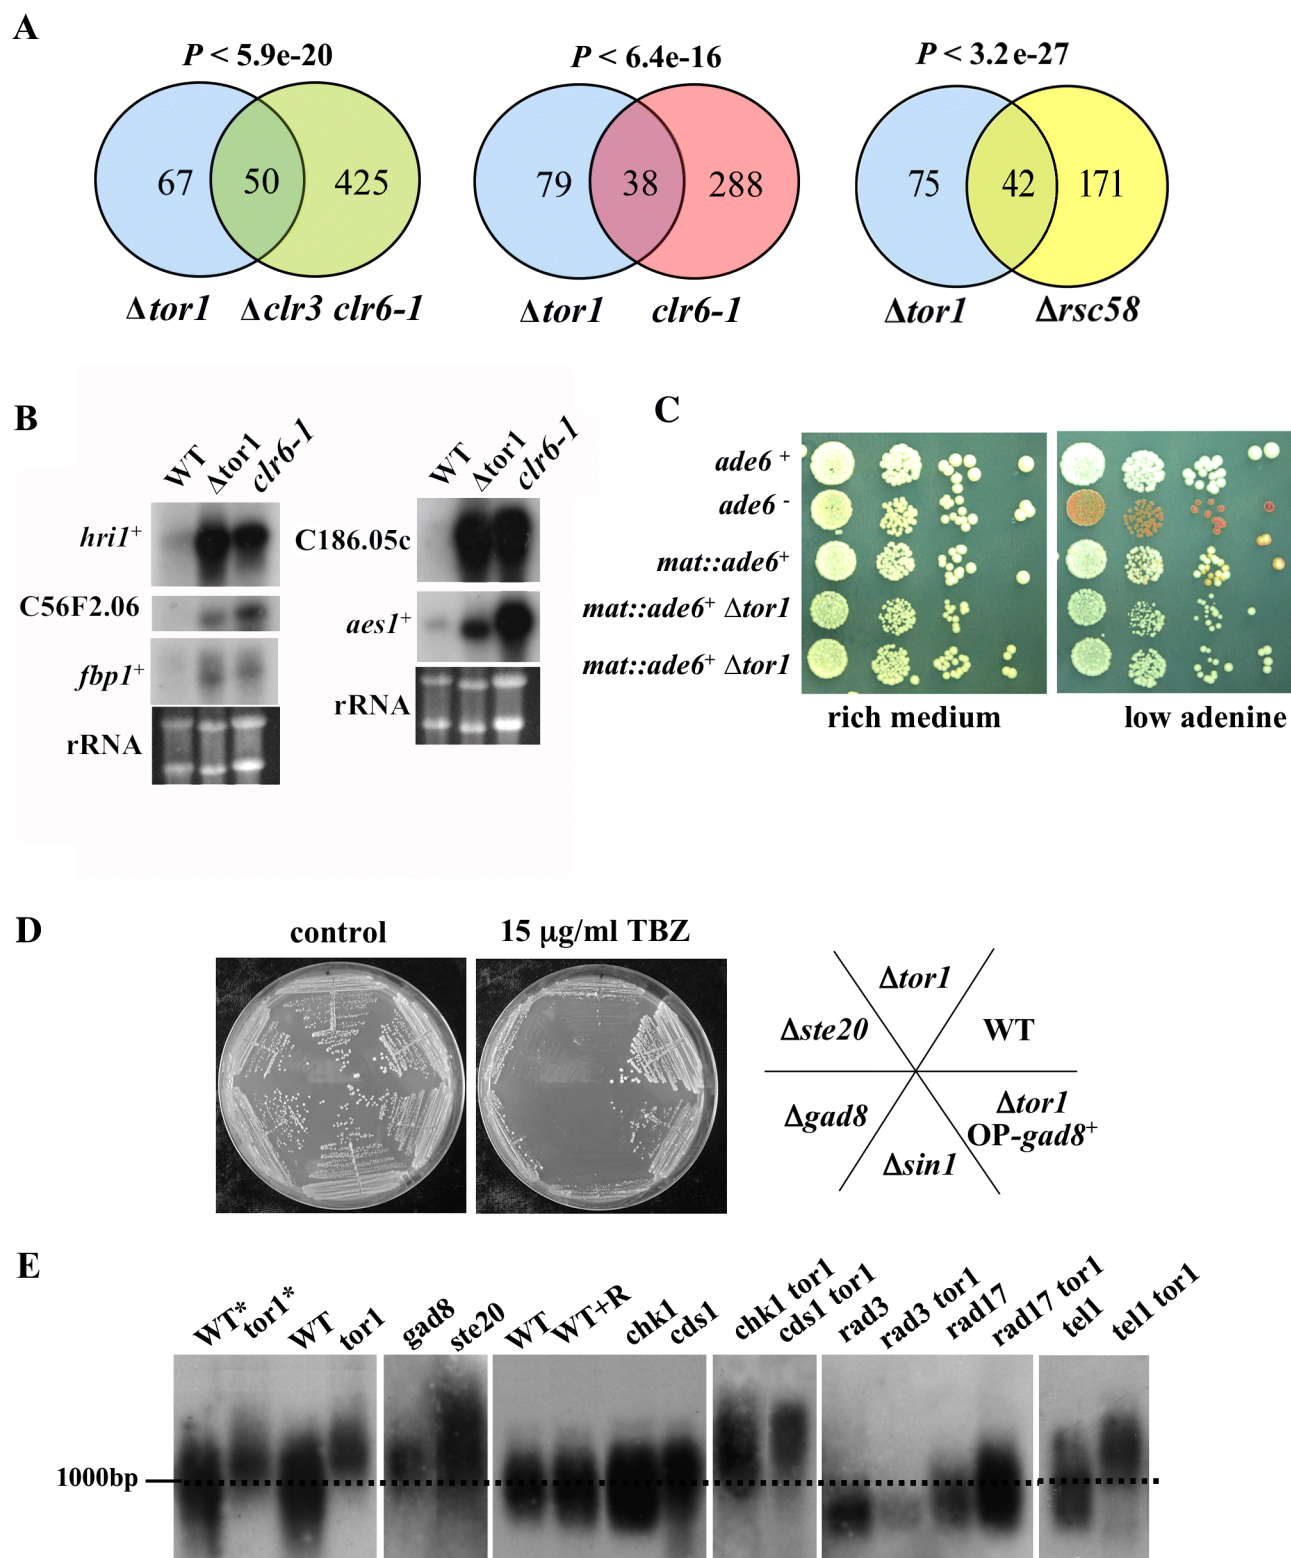 A
P < 5.9e-20
P < 6.4e-16
P < 3.2e-27
67 50 425
79 38 288
75 42 171
Δtor1 Δclr3 clr6-1
Δtor1 clr6-1
Δtor1 Δrsc58
B
WT Δtor1 clr6-1
hri1+
C56F2.06
fbp1+
rRNA
WT Δtor1 clr6-1
C186.05c
aes1+
rRNA
C
ade6 +
ade6 -
mat::ade6+
mat::ade6+ Δtor1
mat::ade6+ Δtor1
rich medium
low adenine
D
control
15 µg/ml TBZ
Δtor1
Δste20
WT
Δgad8
Δtor1
OP-gad8+
Δsin1
E
WT* tor1* WT tor1 gad8 ste20 WT WT+R chk1 cds1 chk1 tor1 cds1 tor1 rad3 rad3 tor1 rad17 rad17 tor1 tel1 tel1 tor1
1000bp